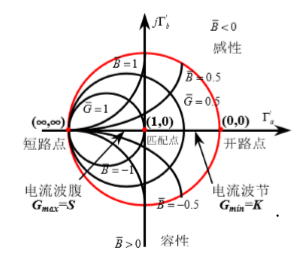 jΓ'b
B̄<0
感性
B̄=1
B̄=0.5
Ḡ=1
Ḡ=0.5
(∞,∞)
(1,0)
(0,0)
Γ'a
短路点
匹配点
开路点
B̄=-1
电流波腹
Gmax=S
B̄=-0.5
电流波节
Gmin=K
B̄>0
容性